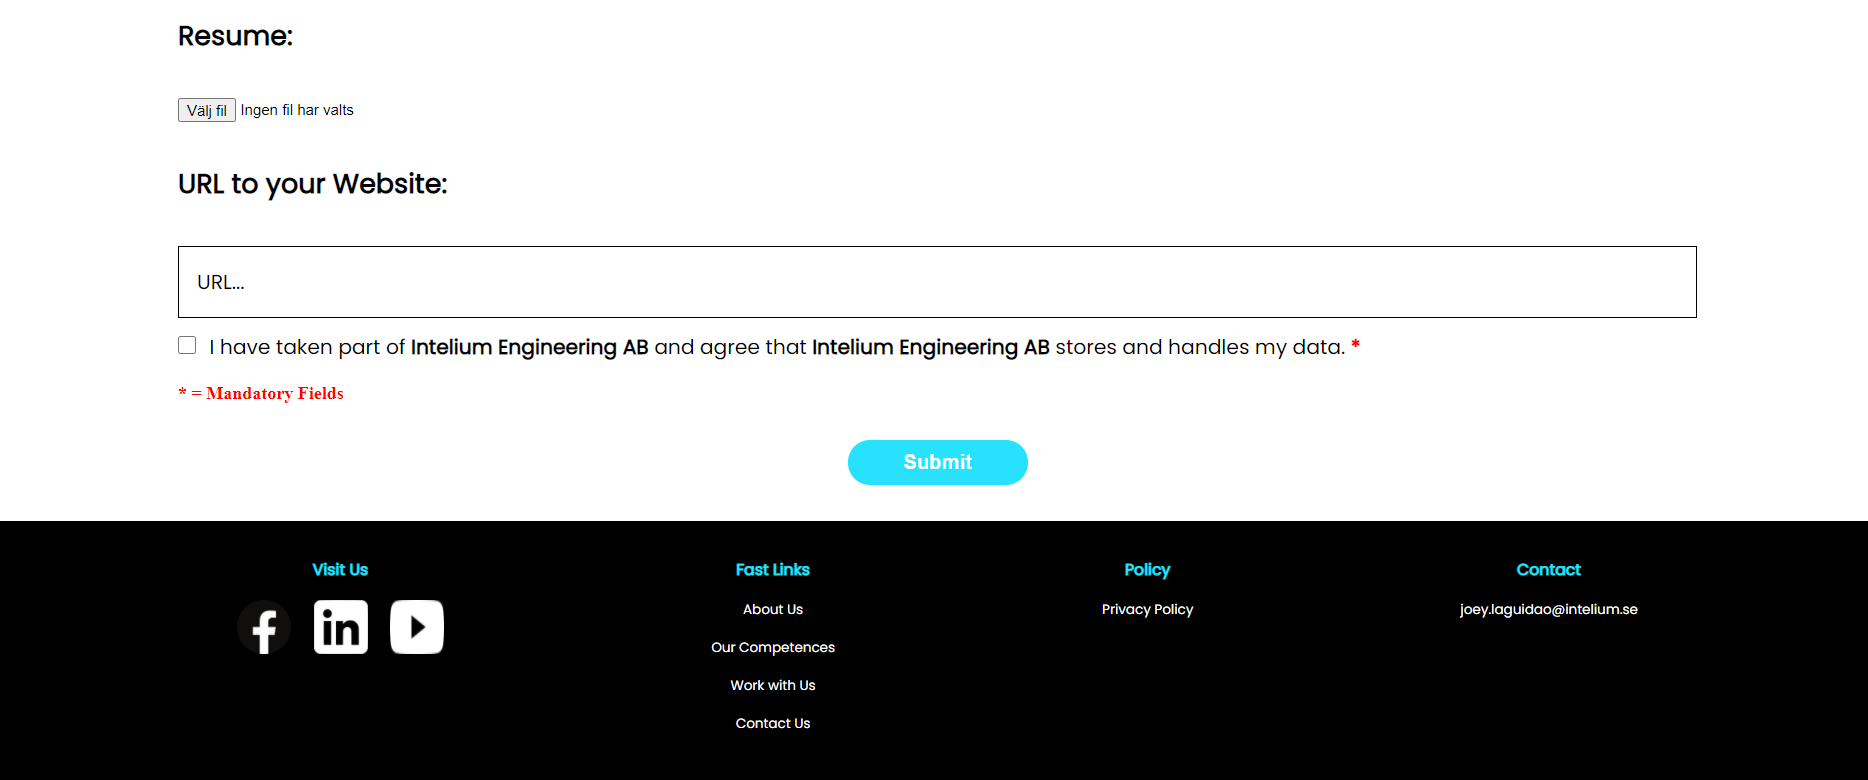 Resume:
Välj fil Ingen fil har valts
URL to your Website:
URL...
I have taken part of Intelium Engineering AB and agree that Intelium Engineering AB stores and handles my data. *
* = Mandatory Fields
Submit
Visit Us
f
in
Fast Links
About Us
Our Competences
Work with Us
Contact Us
Policy
Privacy Policy
Contact
joey.laguidao@intelium.se